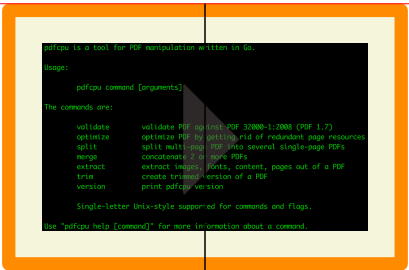 pdfcpu is a tool for PDF manipulation written in Go.
Usage:
pdfcpu command [arguments]
The commands are:
validate validate PDF against PDF 32000-1:2008 (PDF 1.7)
optimize optimize PDF by getting rid of redundant page resources
split split multi-page PDF into several single-page PDFs
merge concatenate 2 or more PDFs
extract extract images, fonts, content, pages out of a PDF
trim create trimmed version of a PDF
version print pdfcpu version
Single-letter Unix-style supported for commands and flags.
Use "pdfcpu help [command]" for more information about a command.